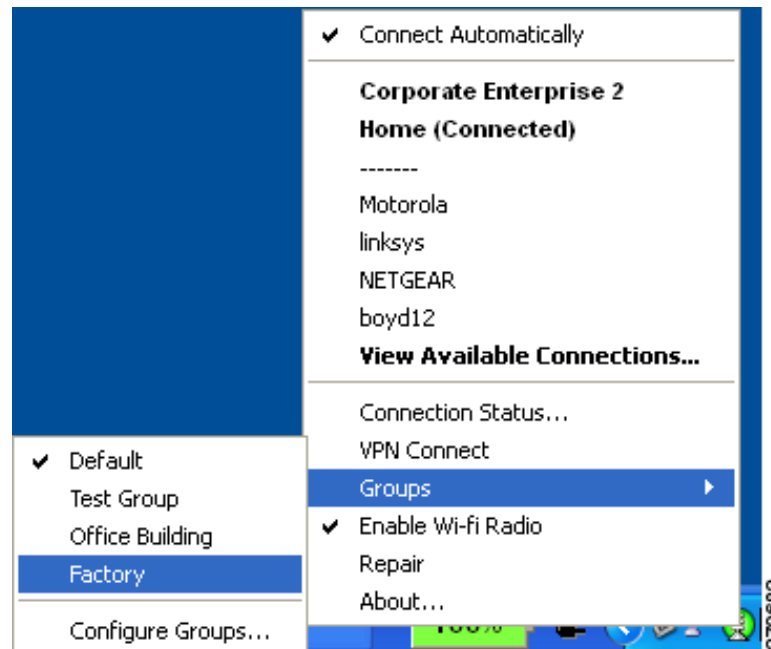 Connect Automatically
Corporate Enterprise 2
Home (Connected)
-------
Motorola
linksys
NETGEAR
boyd12
View Available Connections...
Connection Status...
VPN Connect
Groups
Enable Wi-fi Radio
Repair
About...
Default
Test Group
Office Building
Factory
Configure Groups...
100%